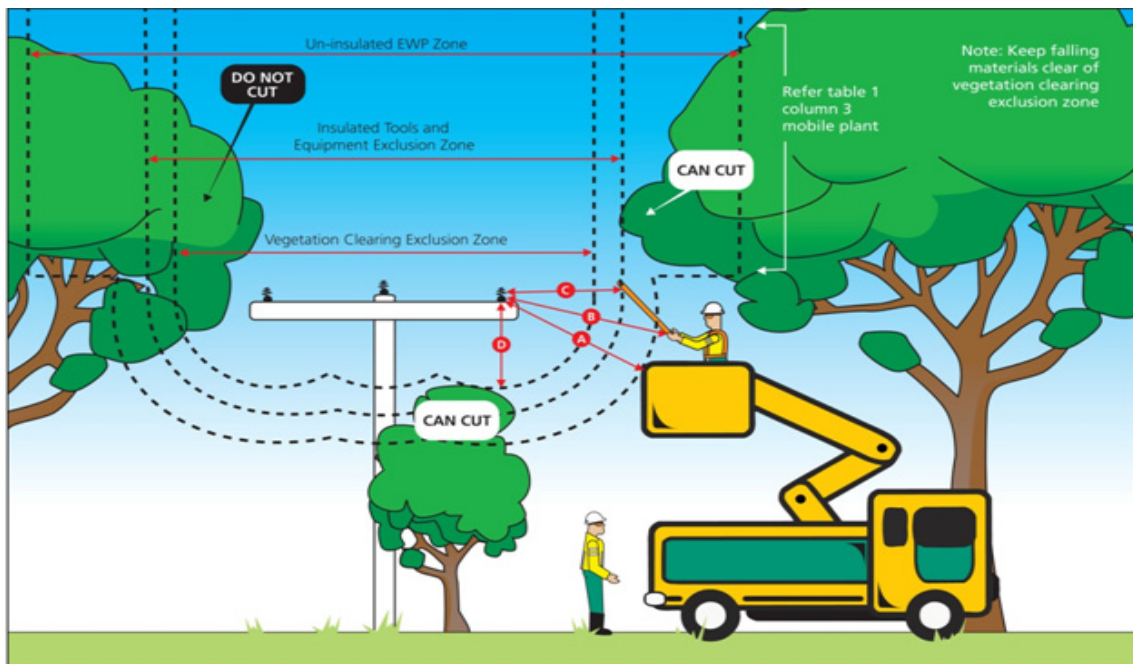 Un-insulated EWP Zone
DO NOT
CUT
Note: Keep falling
materials clear of
vegetation clearing
exclusion zone
Refer table 1
column 3
mobile plant
Insulated Tools and
Equipment Exclusion Zone
CAN CUT
Vegetation Clearing Exclusion Zone
C
B
A
D
CAN CUT